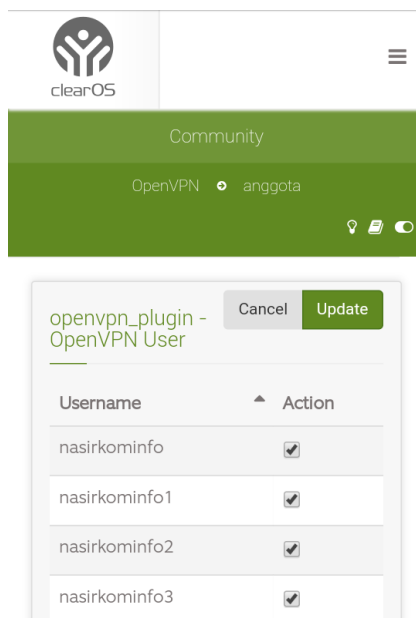 clearOS
Community
OpenVPN anggota
openvpn_plugin -
OpenVPN User
Cancel
Update
Username Action
nasirkominfo
nasirkominfo1
nasirkominfo2
nasirkominfo3